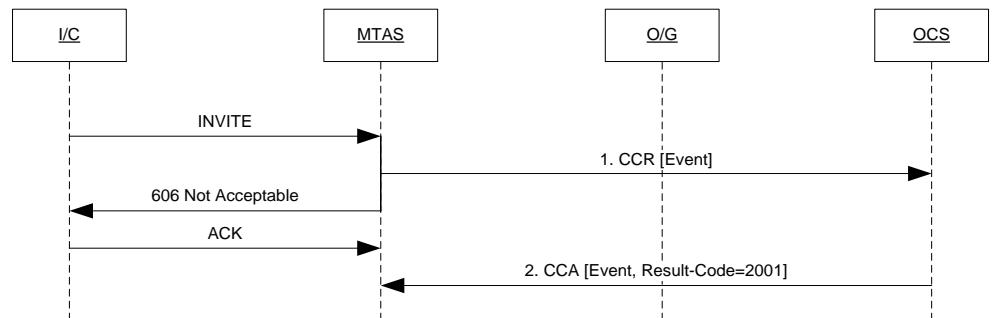 I/C
MTAS
O/G
OCS
INVITE
1. CCR [Event]
606 Not Acceptable
ACK
2. CCA [Event, Result-Code=2001]